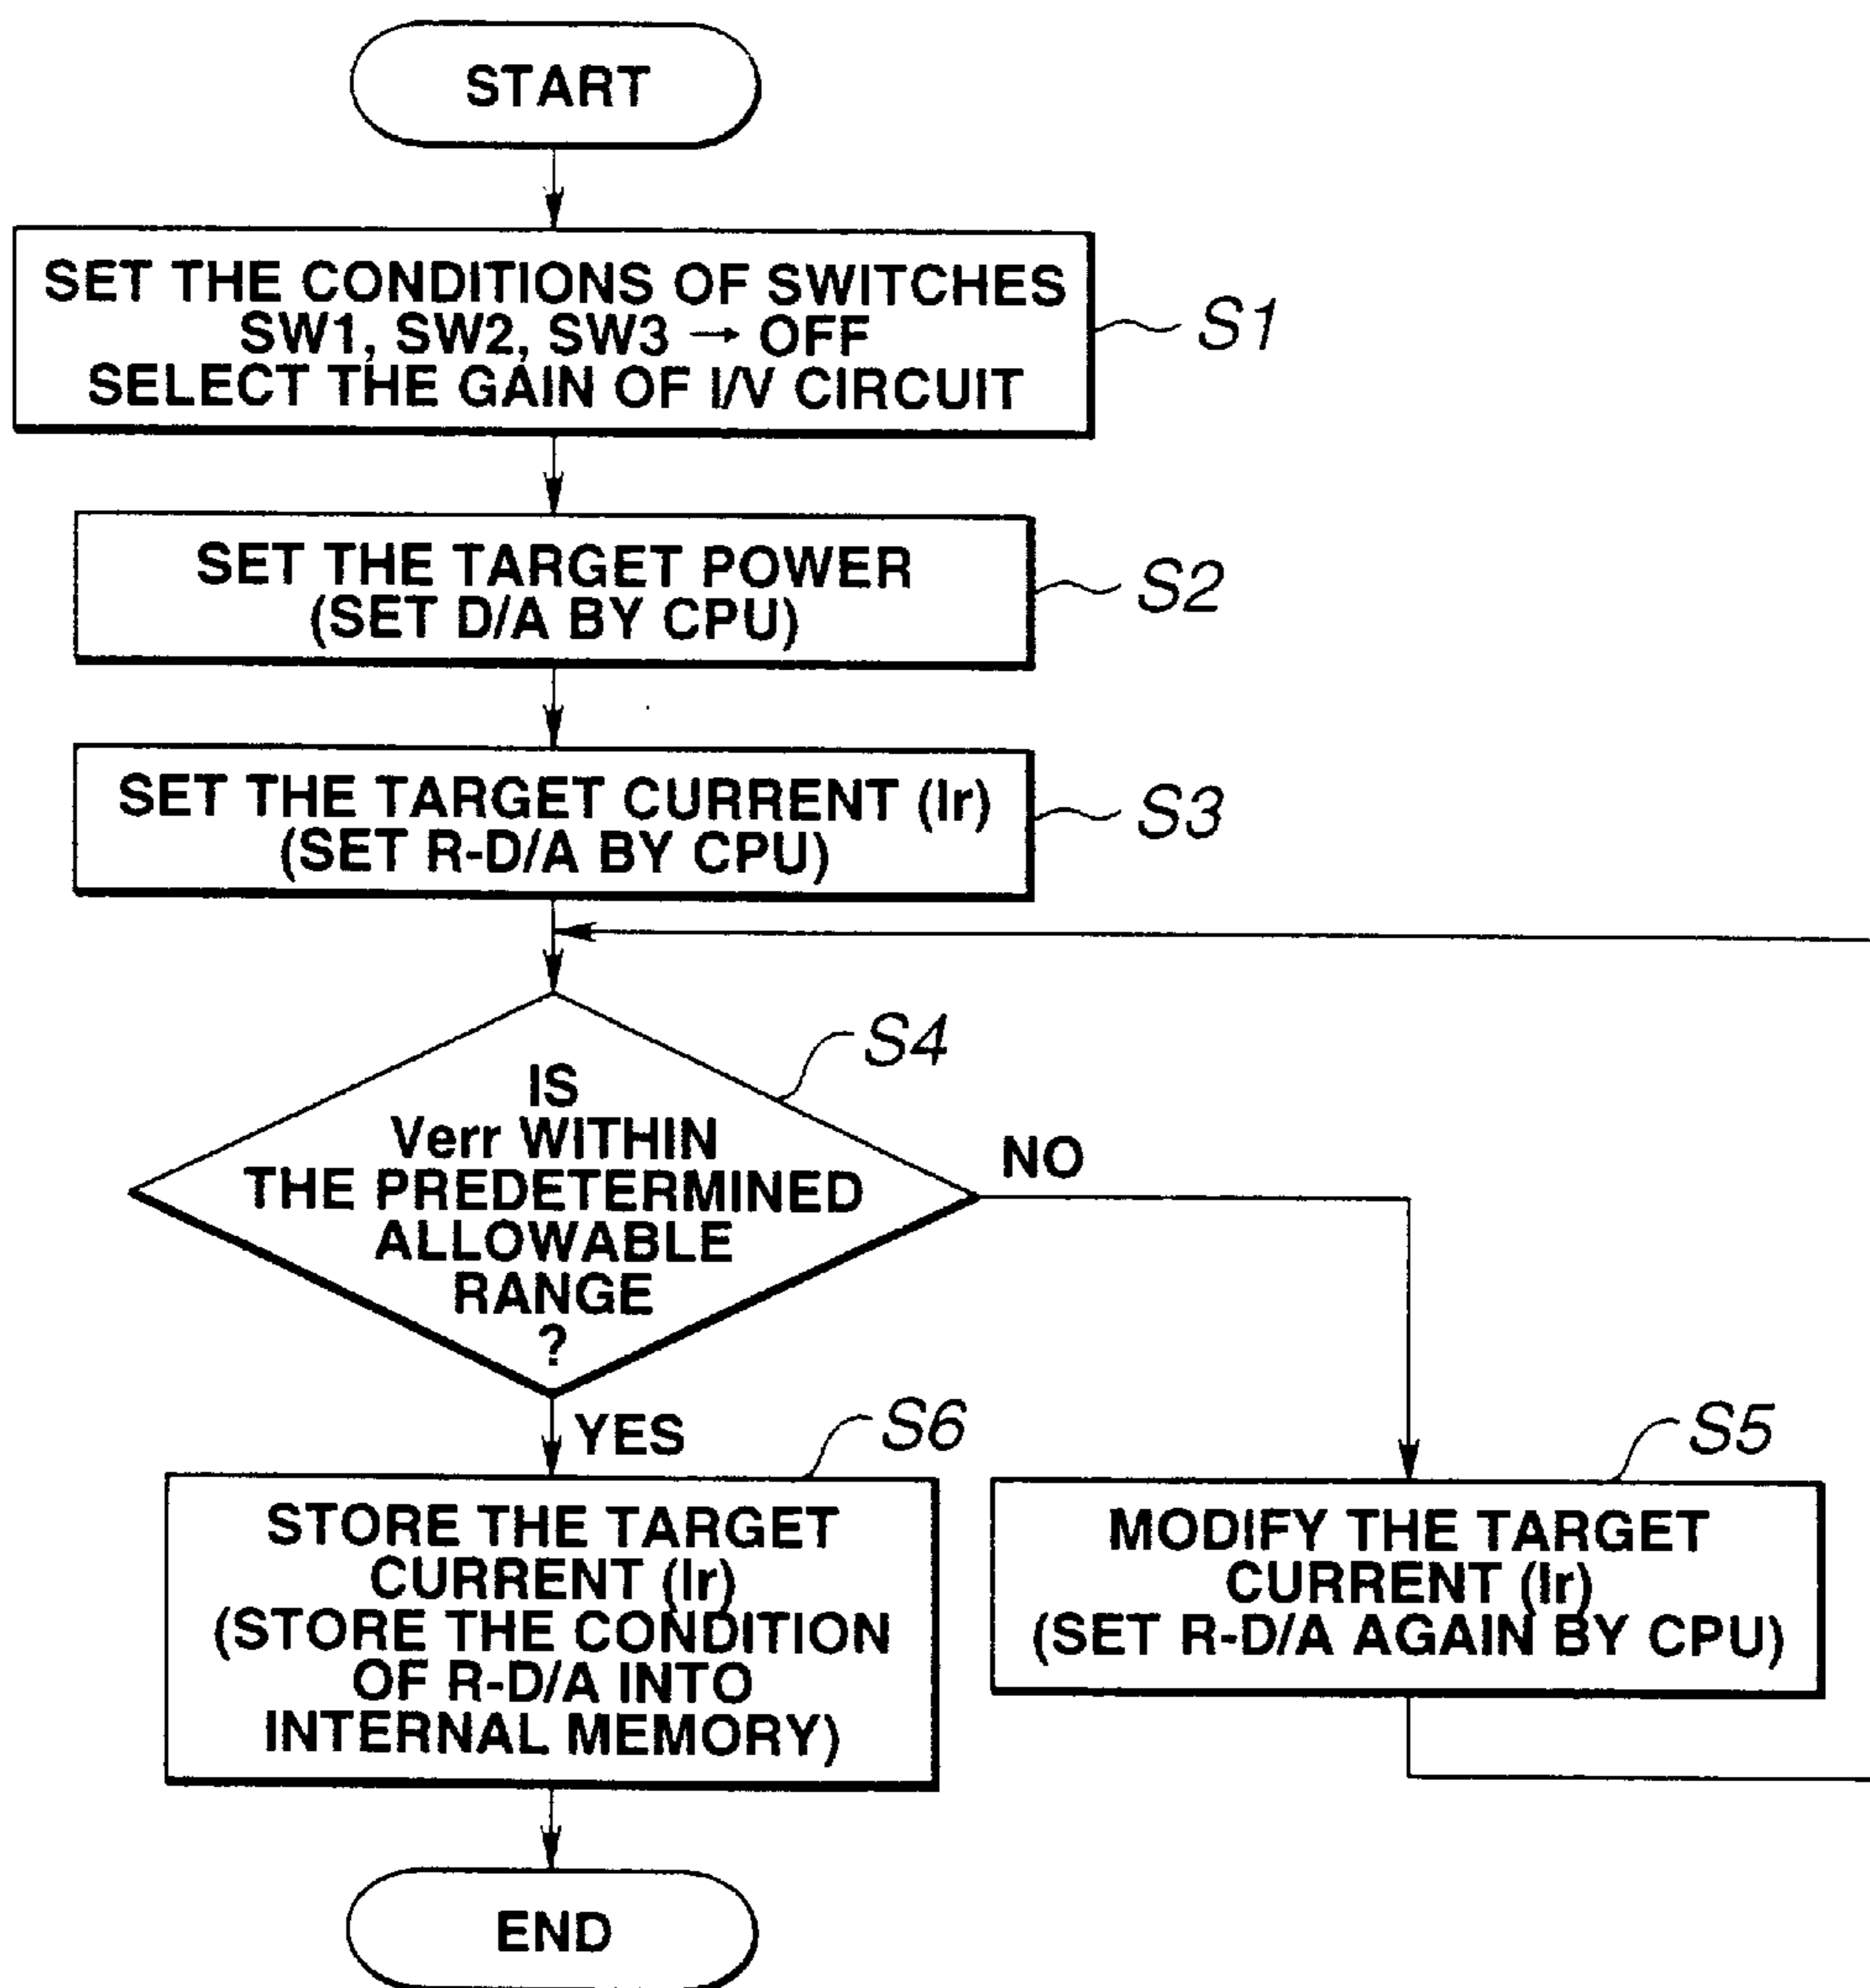 START
SET THE CONDITIONS OF SWITCHES
SW1, SW2, SW3 → OFF
SELECT THE GAIN OF I/V CIRCUIT
S1
SET THE TARGET POWER
(SET D/A BY CPU)
S2
SET THE TARGET CURRENT (Ir)
(SET R-D/A BY CPU)
S3
S4
IS
Verr WITHIN
THE PREDETERMINED
ALLOWABLE
RANGE
?
NO
YES
S6
STORE THE TARGET
CURRENT (Ir)
(STORE THE CONDITION
OF R-D/A INTO
INTERNAL MEMORY)
S5
MODIFY THE TARGET
CURRENT (Ir)
(SET R-D/A AGAIN BY CPU)
END